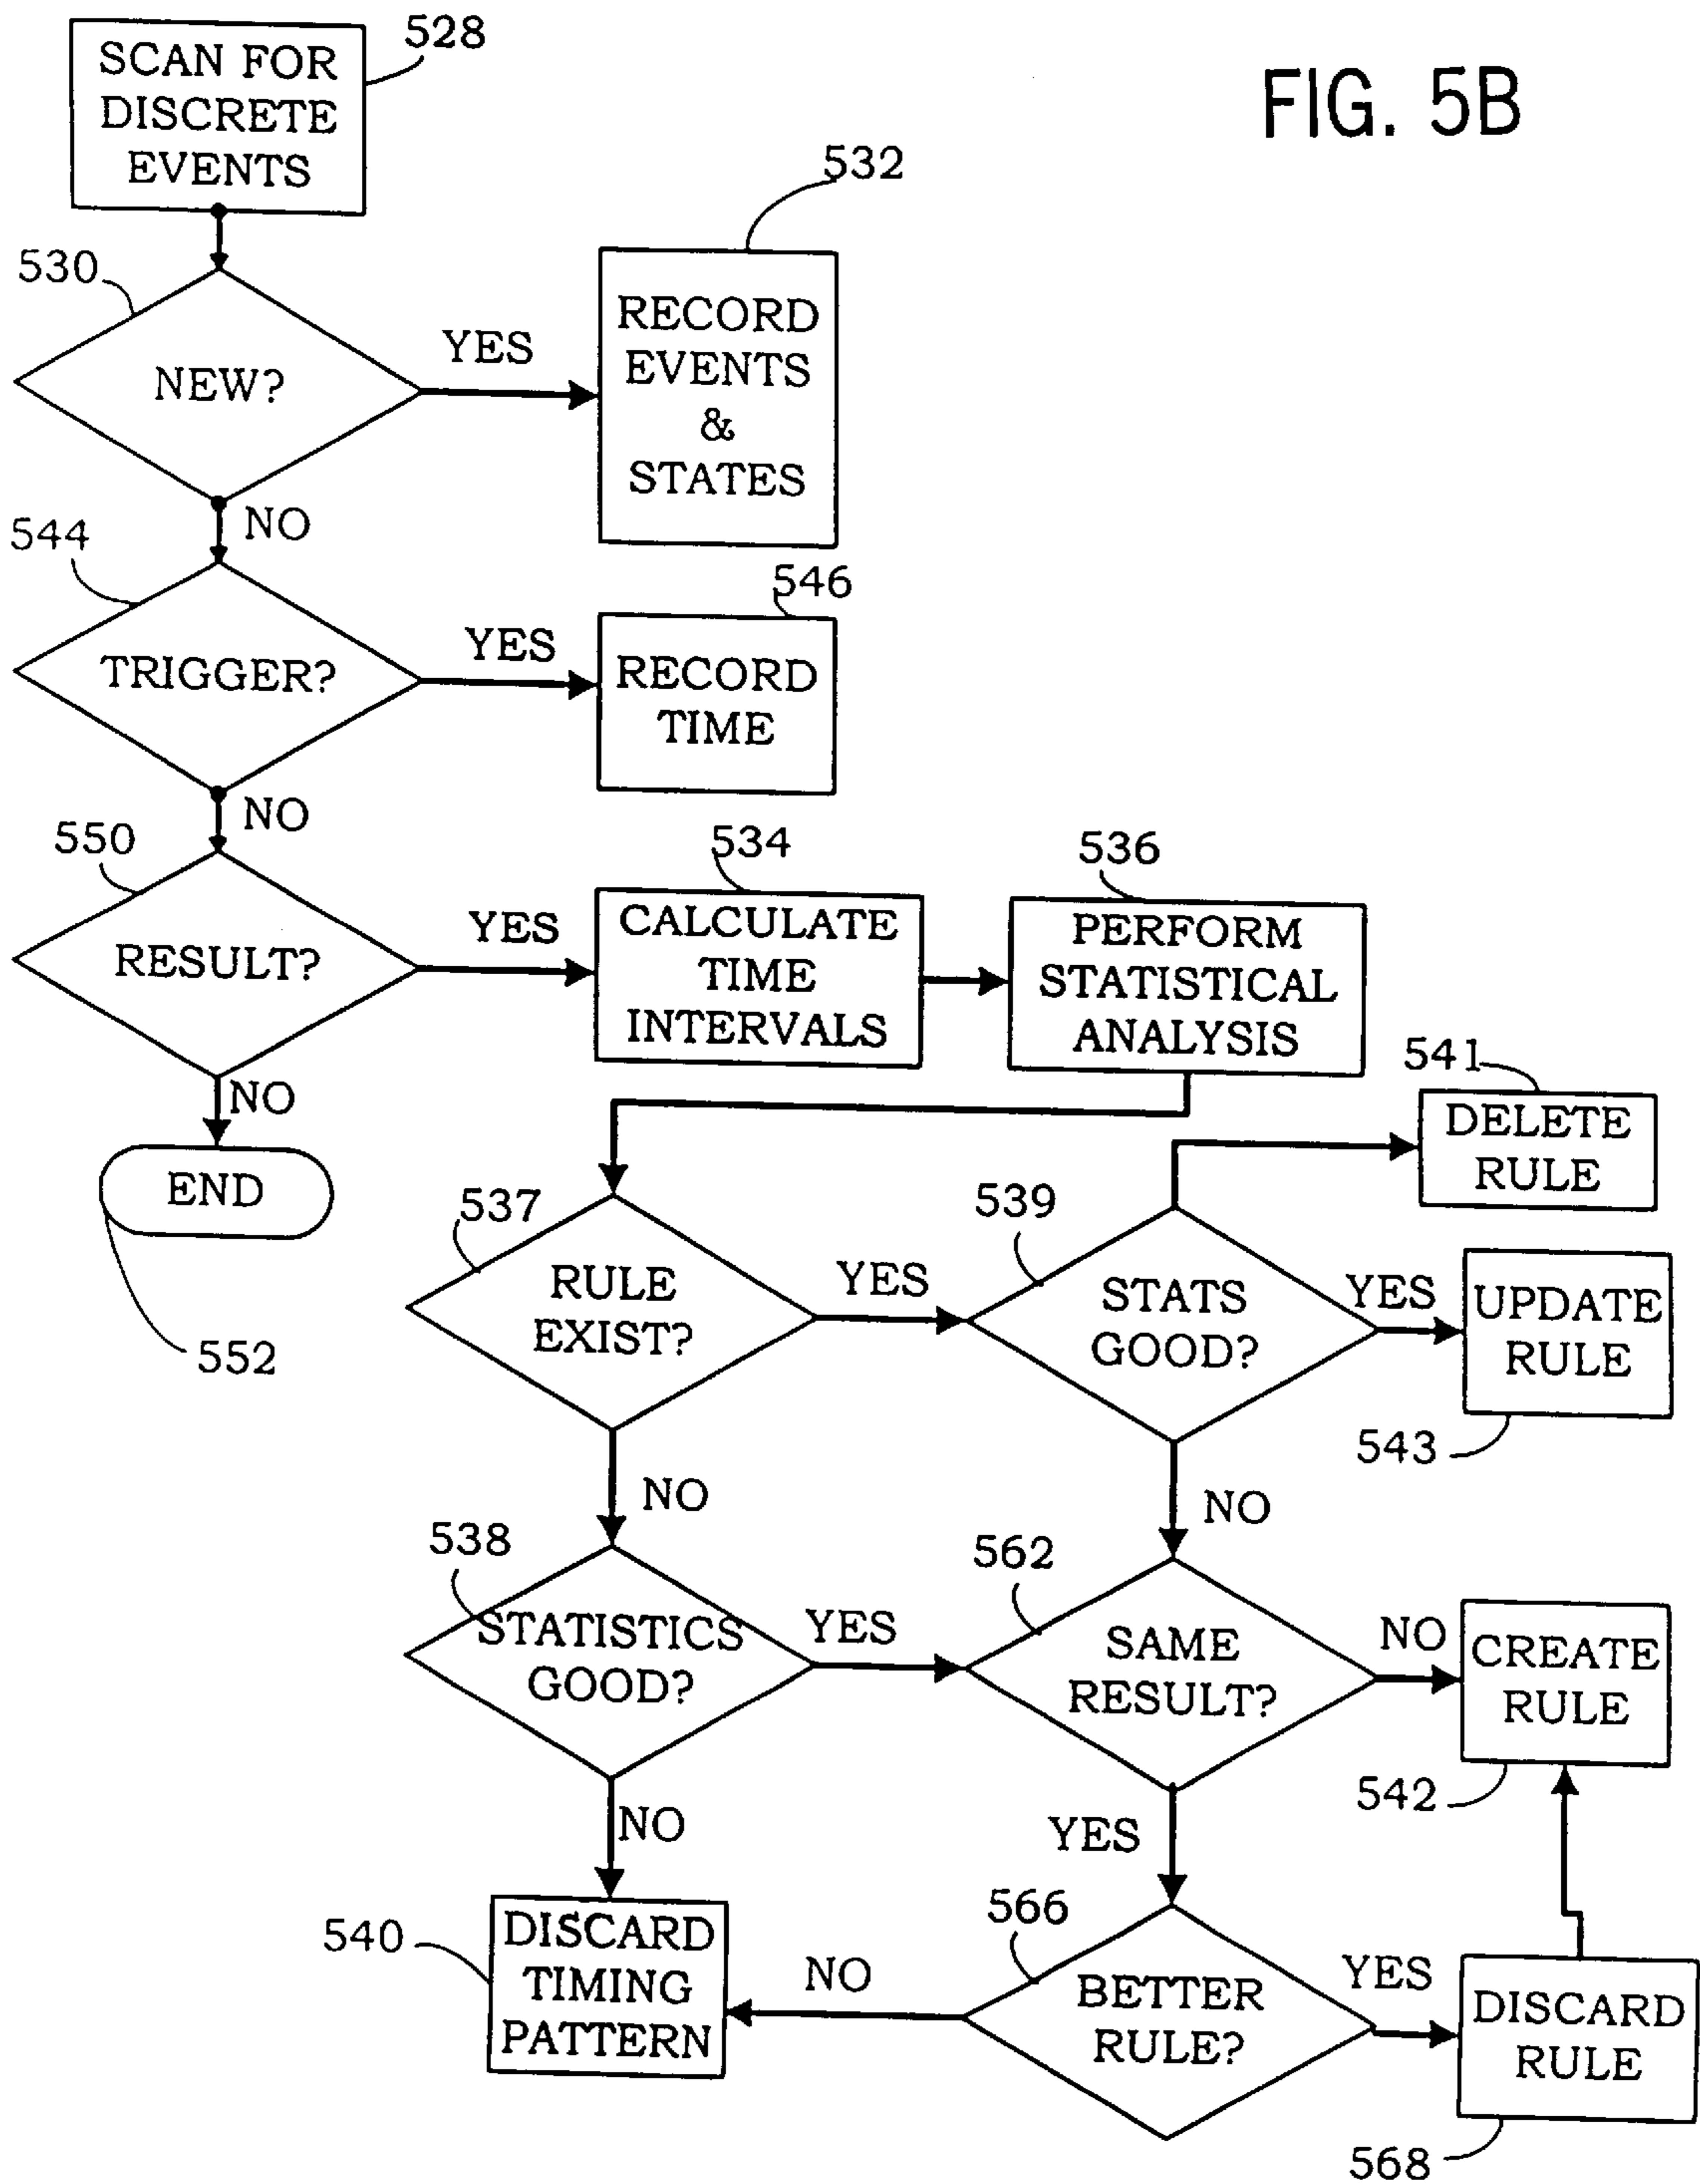 528
SCAN FOR
DISCRETE
EVENTS
FIG. 5B
532
530
NEW?
YES
RECORD
EVENTS
&
STATES
NO
544
TRIGGER?
YES
546
RECORD
TIME
NO
550
RESULT?
YES
534
CALCULATE
TIME
INTERVALS
536
PERFORM
STATISTICAL
ANALYSIS
NO
END
552
541
DELETE
RULE
537
RULE
EXIST?
YES
539
STATS
GOOD?
YES
UPDATE
RULE
543
NO
NO
538
STATISTICS
GOOD?
YES
562
SAME
RESULT?
NO
CREATE
RULE
542
NO
YES
540
DISCARD
TIMING
PATTERN
NO
566
BETTER
RULE?
YES
DISCARD
RULE
568